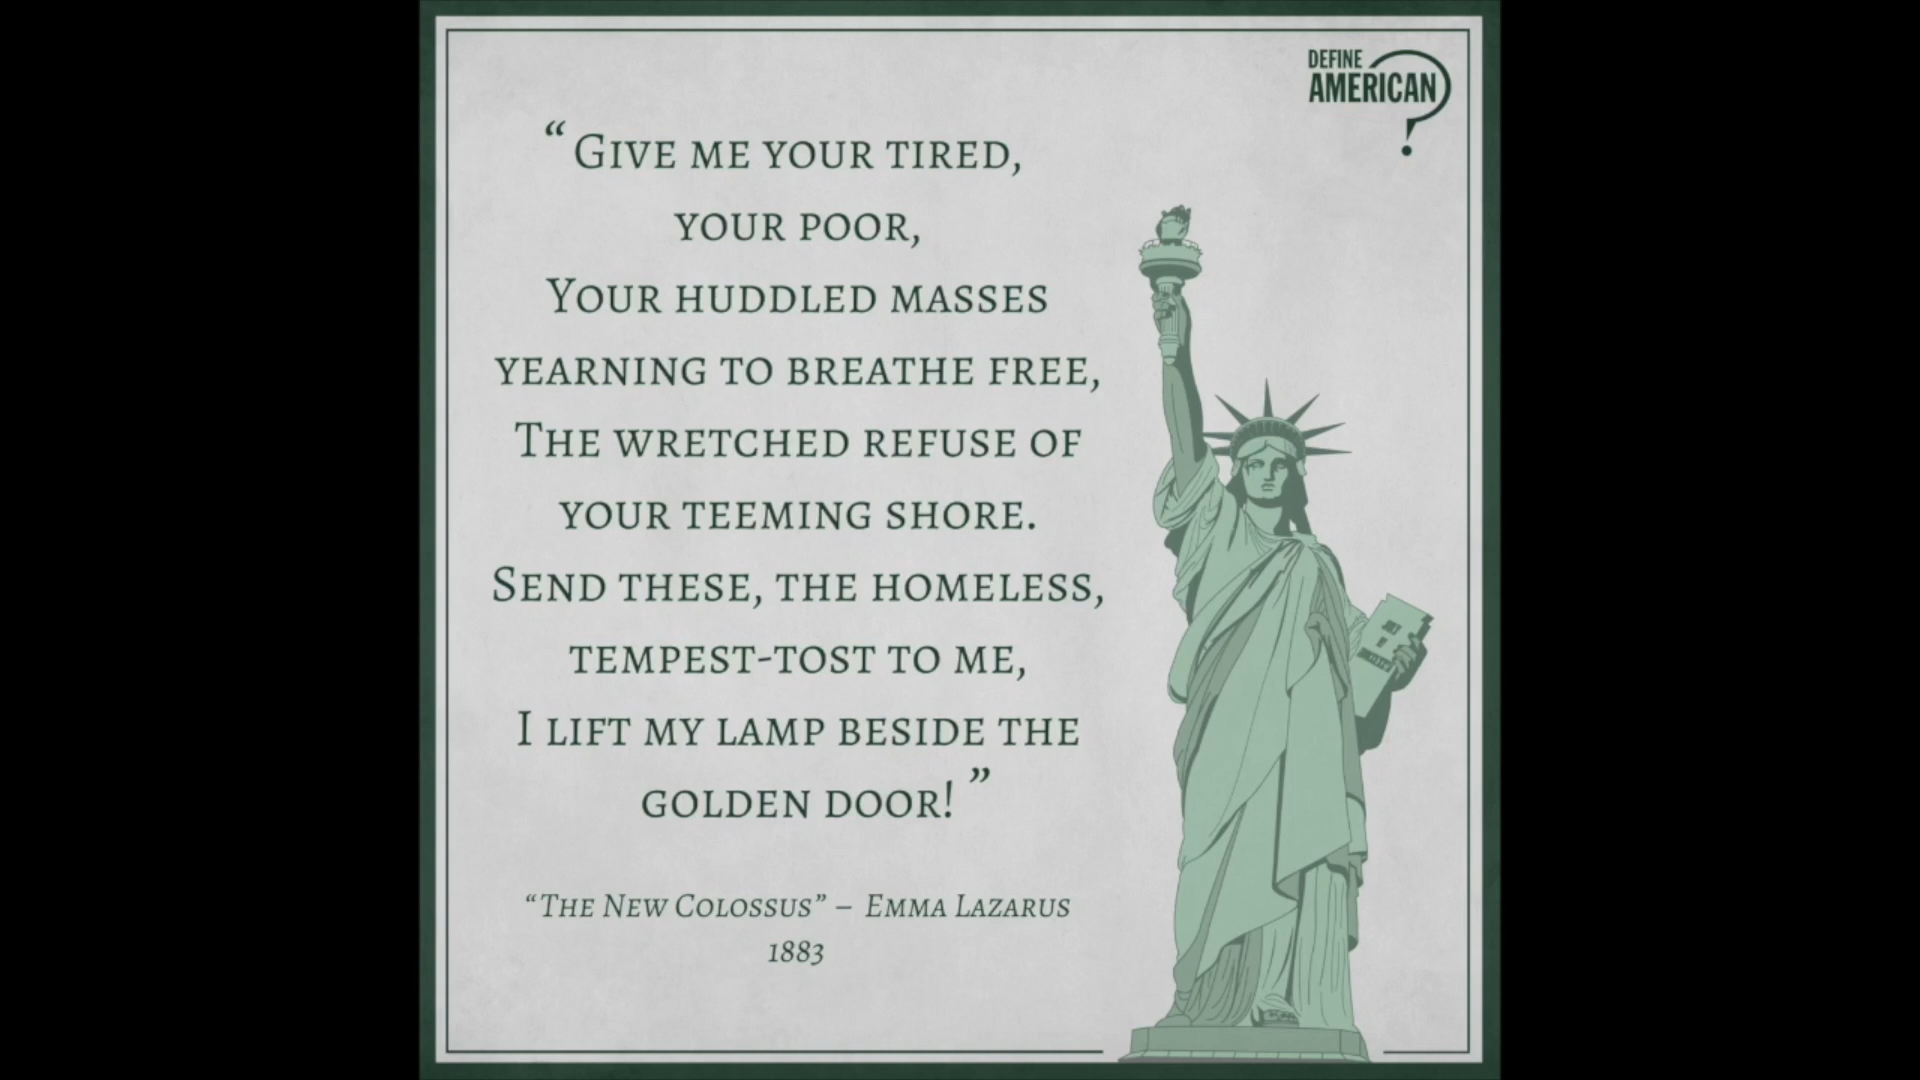 DEFINE
AMERICAN
“GIVE ME YOUR TIRED,
YOUR POOR,
YOUR HUDDLED MASSES
YEARNING TO BREATHE FREE,
THE WRETCHED REFUSE OF
YOUR TEEMING SHORE.
SEND THESE, THE HOMELESS,
TEMPEST-TOST TO ME,
I LIFT MY LAMP BESIDE THE
GOLDEN DOOR!”
“THE NEW COLOSSUS” – EMMA LAZARUS
1883